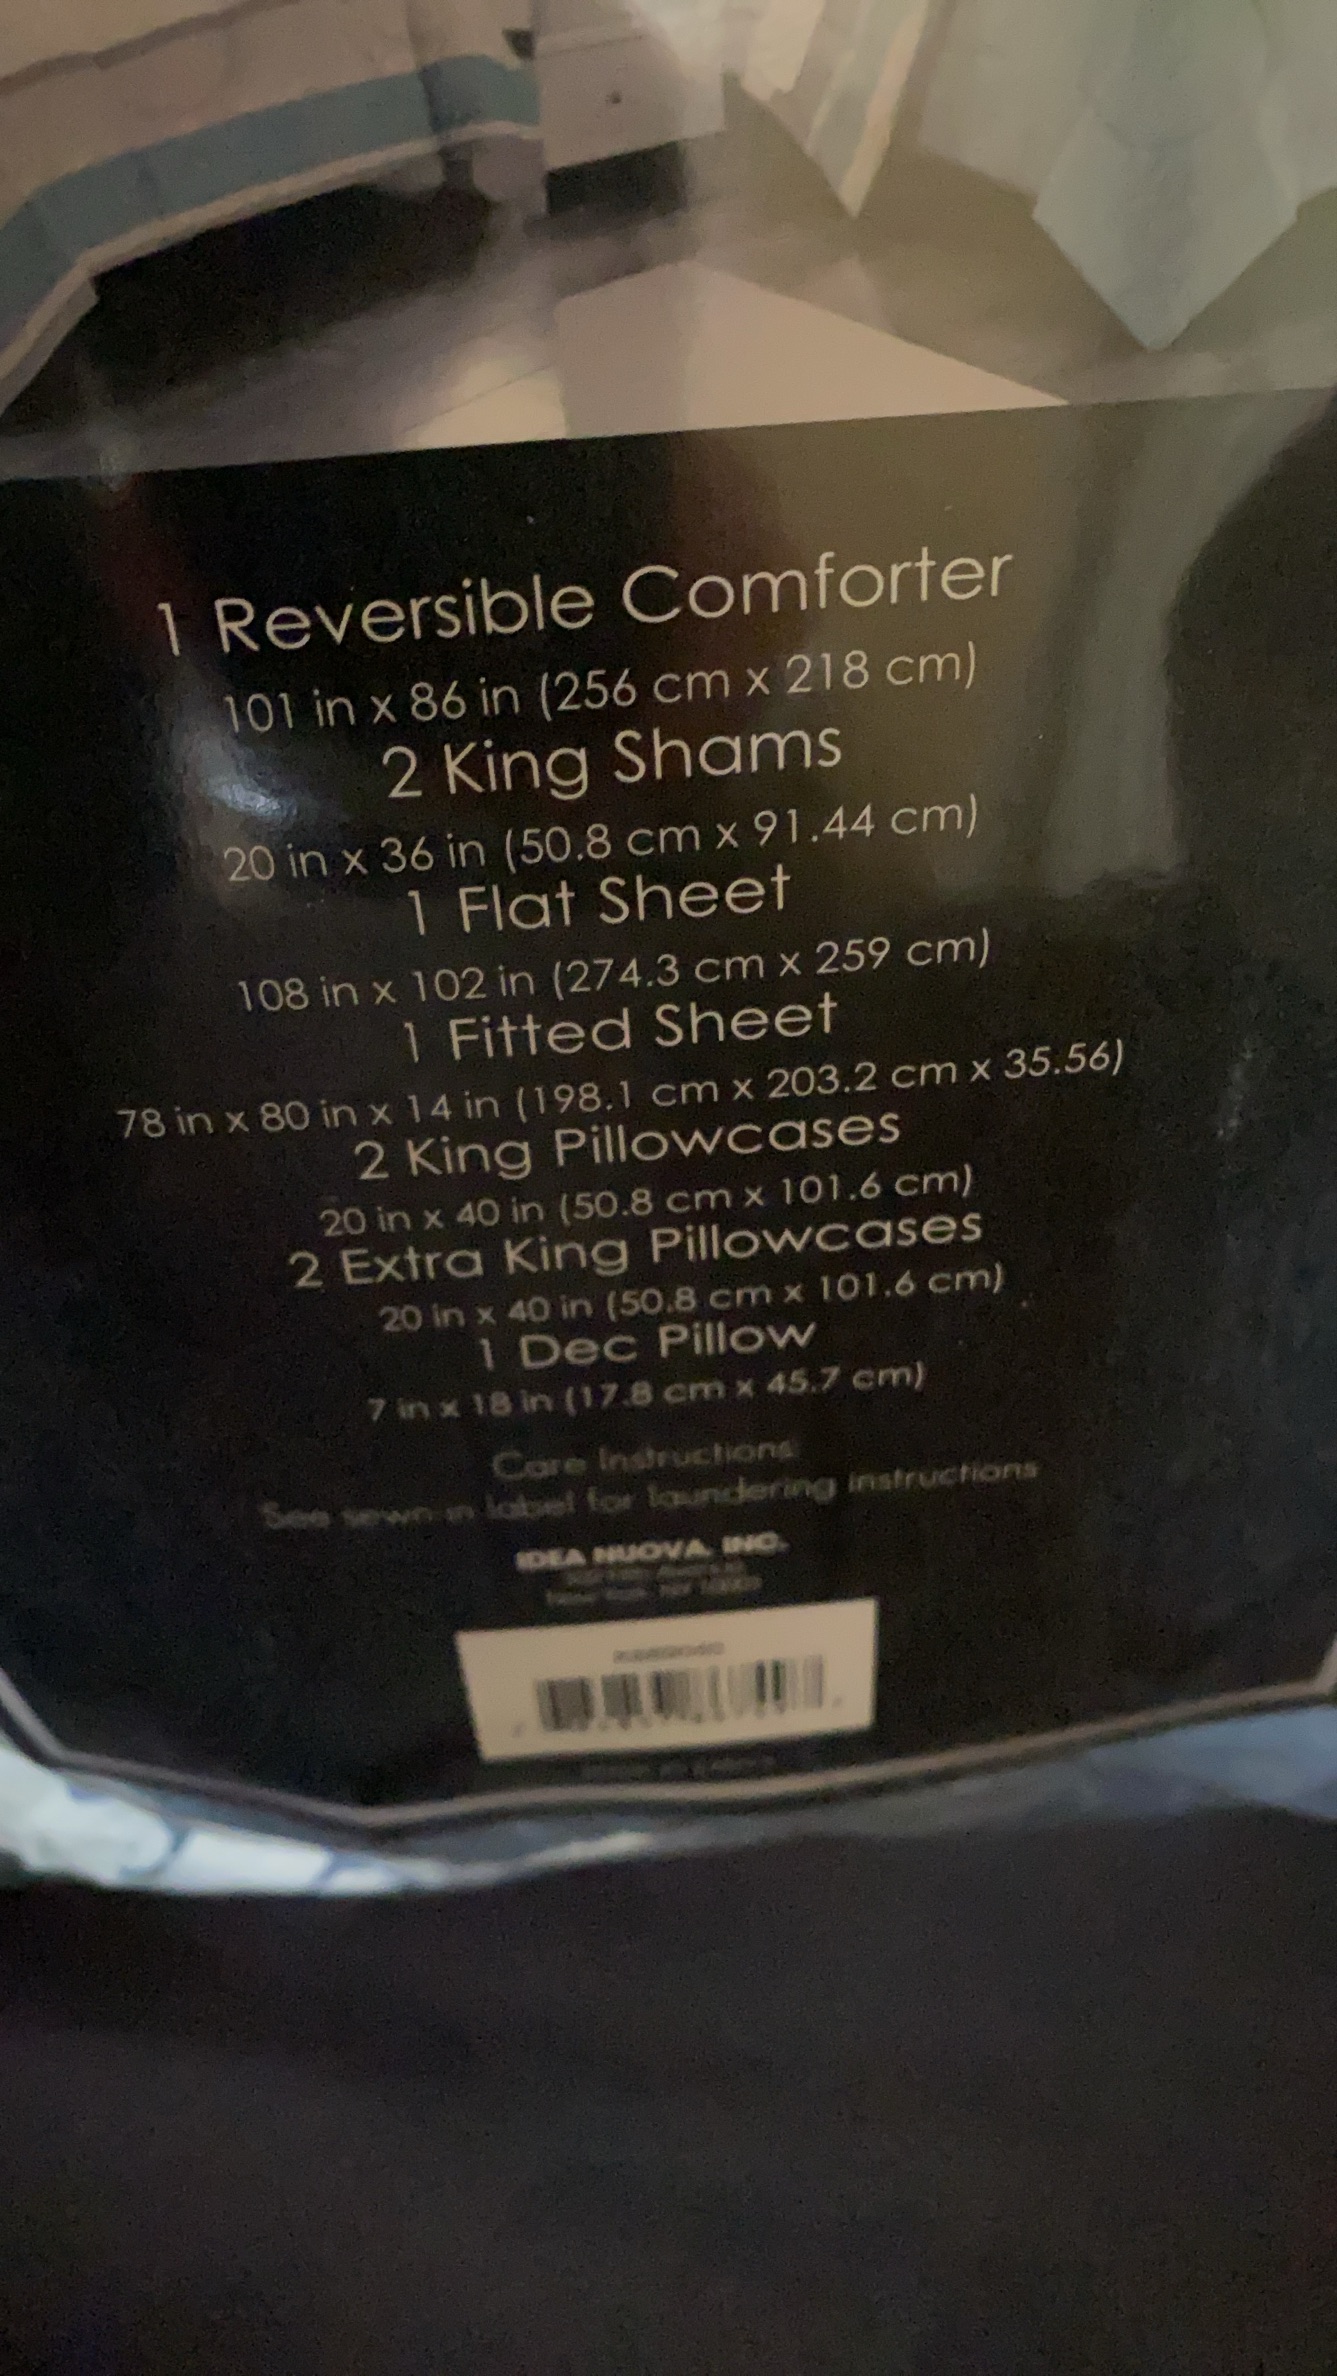 1 Reversible Comforter
101 in x 86 in (256 cm x 218 cm)
2 King Shams
20 in x 36 in (50.8 cm x 91.44 cm)
1 Flat Sheet
108 in x 102 in (274.3 cm x 259 cm)
1 Fitted Sheet
78 in x 80 in x 14 in (198.1 cm x 203.2 cm x 35.56)
2 King Pillowcases
20 in x 40 in (50.8 cm x 101.6 cm)
2 Extra King Pillowcases
20 in x 40 in (50.8 cm x 101.6 cm)
1 Dec Pillow
7 in x 18 in (17.8 cm x 45.7 cm)
Care Instructions
See sewn-in label for laundering instructions
IDEA NUOVA, INC.